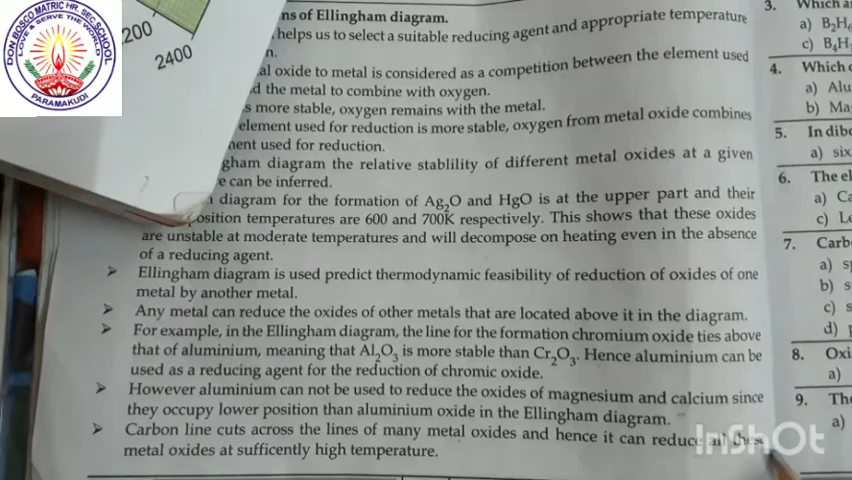 DON BOSCO MATRIC HR. SEC. SCHOOL
LOVE & SERVE THE WORLD
PARAMAKUDI
200
2400
ns of Ellingham diagram.
helps us to select a suitable reducing agent and appropriate temperature
n.
al oxide to metal is considered as a competition between the element used
d the metal to combine with oxygen.
s more stable, oxygen remains with the metal.
element used for reduction is more stable, oxygen from metal oxide combines
nent used for reduction.
gham diagram the relative stablility of different metal oxides at a given
e can be inferred.
diagram for the formation of Ag₂O and HgO is at the upper part and their
osition temperatures are 600 and 700K respectively. This shows that these oxides
are unstable at moderate temperatures and will decompose on heating even in the absence
of a reducing agent.
➢ Ellingham diagram is used predict thermodynamic feasibility of reduction of oxides of one
metal by another metal.
➢ Any metal can reduce the oxides of other metals that are located above it in the diagram.
➢ For example, in the Ellingham diagram, the line for the formation chromium oxide ties above
that of aluminium, meaning that Al₂O₃ is more stable than Cr₂O₃. Hence aluminium can be
used as a reducing agent for the reduction of chromic oxide.
➢ However aluminium can not be used to reduce the oxides of magnesium and calcium since
they occupy lower position than aluminium oxide in the Ellingham diagram.
➢ Carbon line cuts across the lines of many metal oxides and hence it can reduce all these
metal oxides at sufficently high temperature.
3. Which a
a) B₂H₆
c) B₄H
4. Which
a) Alu
b) Ma
5. In dibo
a) six
6. The el
a) Ca
c) Le
7. Carb
a) sp
b) s
c) s
d)
8. Oxi
a)
9. The
a)
InShOt